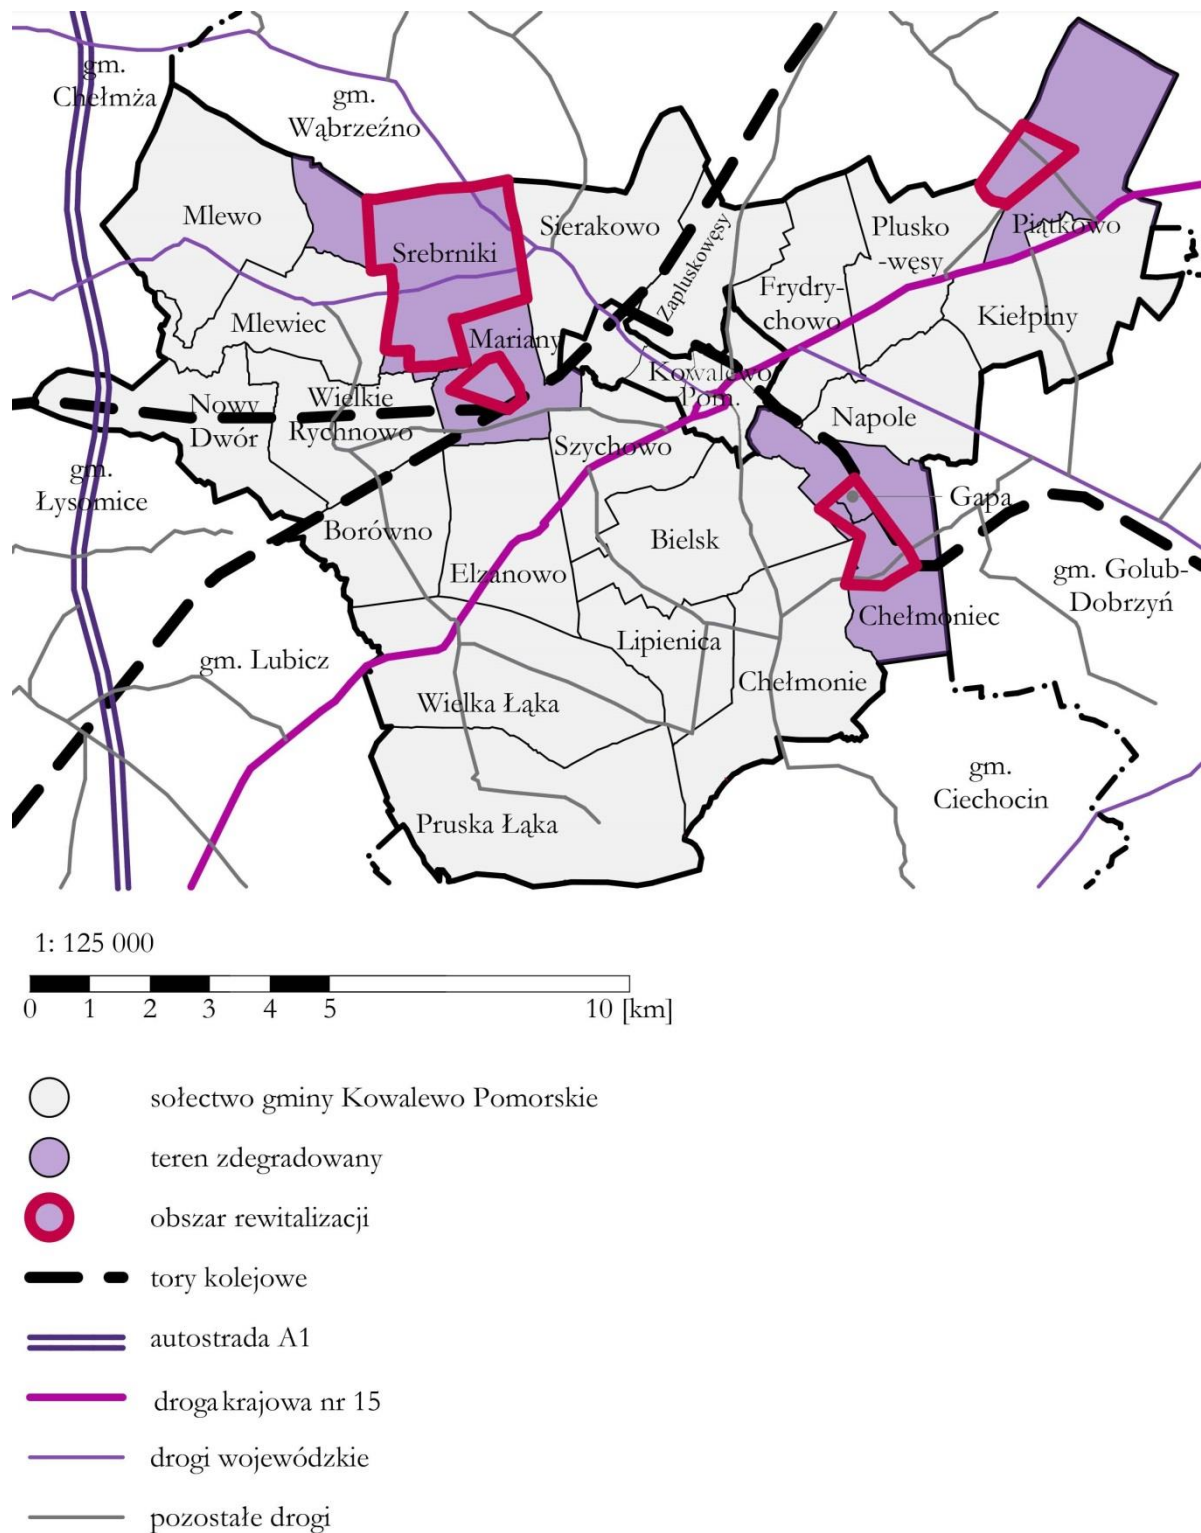 gm.
Chełmża
gm.
Wąbrzeźno
Mlewo
Srebrniki
Sierakowo
Zapluskowęsy
Plusko
-węsy
Piątkowo
Frydry-
chowo
Kiełpiny
Mlewiec
Mariany
Kowalewo
Pom.
Nowy
Dwór
Wielkie
Rychnowo
Napole
Szychowo
gm.
Łysomice
Gapa
Borówno
Bielsk
Elzanowo
gm. Golub-
Dobrzyń
Chełmoniec
Lipienica
gm. Lubicz
Chełmonie
Wielka Łąka
gm.
Ciechocin
Pruska Łąka
1: 125 000
0 1 2 3 4 5 10 [km]
sołectwo gminy Kowalewo Pomorskie
teren zdegradowany
obszar rewitalizacji
tory kolejowe
autostrada A1
droga krajowa nr 15
drogi wojewódzkie
pozostałe drogi